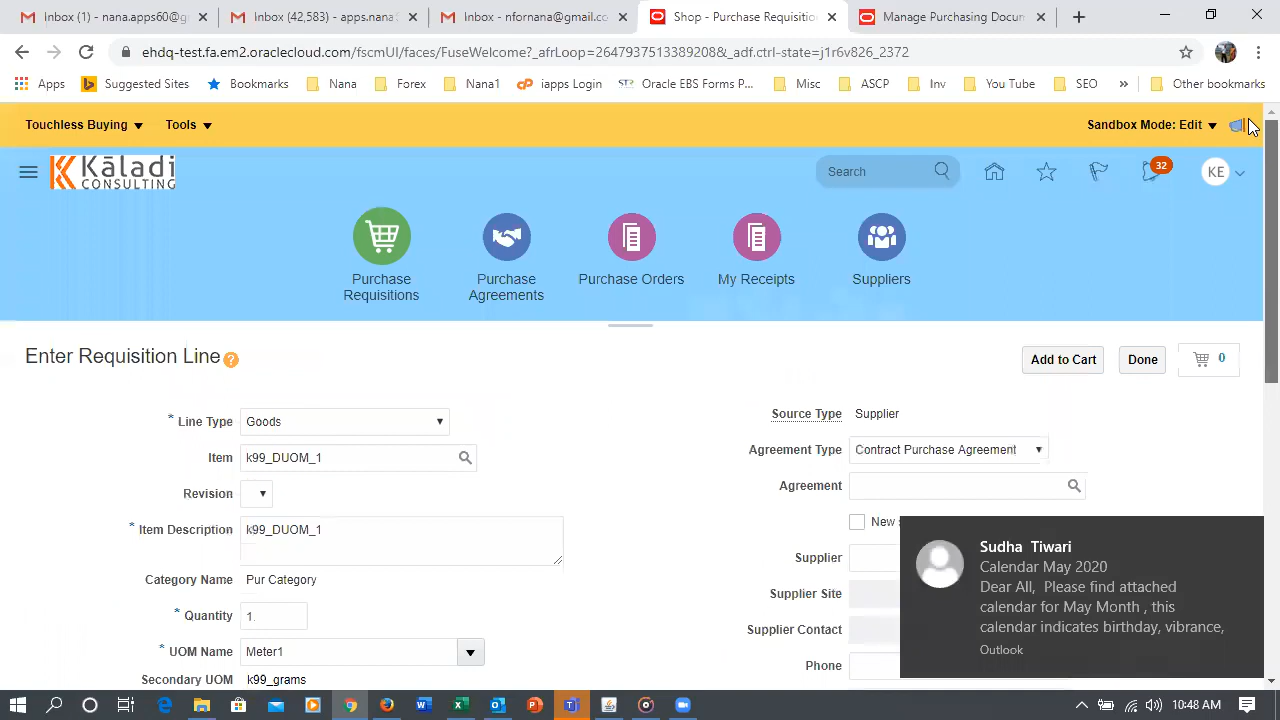 Inbox (1) - nana.apps60@g
Inbox (42,583) - apps.nare
Inbox - nfornana@gmail.co
Shop - Purchase Requisitio
Manage Purchasing Docum
ehdq-test.fa.em2.oraclecloud.com/fscmUI/faces/FuseWelcome?_afrLoop=26479375133892​08&_adf.ctrl-state=j1r6v826_2372
Apps
Suggested Sites
Bookmarks
Nana
Forex
Nana1
iapps Login
Oracle EBS Forms P...
Misc
ASCP
Inv
You Tube
SEO
»
Other bookmarks
Touchless Buying
Tools
Sandbox Mode: Edit
Kāladi
CONSULTING
Search
32
KE
Purchase
Requisitions
Purchase
Agreements
Purchase Orders
My Receipts
Suppliers
Enter Requisition Line
Add to Cart
Done
0
* Line Type Goods
Item k99_DUOM_1
Revision
* Item Description k99_DUOM_1
Category Name Pur Category
* Quantity 1.
* UOM Name Meter1
Secondary UOM k99_grams
Source Type Supplier
Agreement Type Contract Purchase Agreement
Agreement
New
Supplier
Supplier Site
Supplier Contact
Phone
Sudha Tiwari
Calendar May 2020
Dear All, Please find attached
calendar for May Month , this
calendar indicates birthday, vibrance,
Outlook
10:48 AM